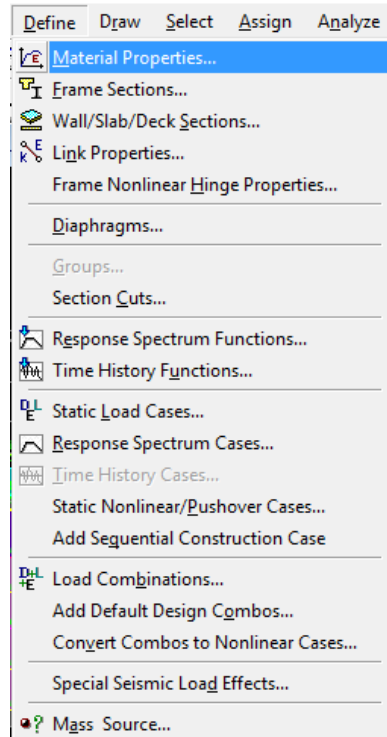 Define Draw Select Assign Analyze
Material Properties...
Frame Sections...
Wall/Slab/Deck Sections...
Link Properties...
Frame Nonlinear Hinge Properties...
Diaphragms...
Groups...
Section Cuts...
Response Spectrum Functions...
Time History Functions...
Static Load Cases...
Response Spectrum Cases...
Time History Cases...
Static Nonlinear/Pushover Cases...
Add Sequential Construction Case
Load Combinations...
Add Default Design Combos...
Convert Combos to Nonlinear Cases...
Special Seismic Load Effects...
Mass Source...